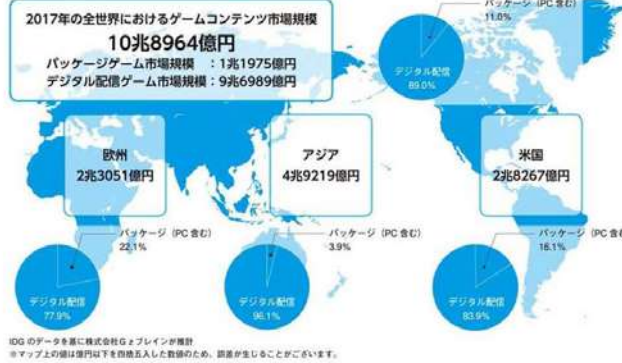 2017年の全世界におけるゲームコンテンツ市場規模
10兆8964億円
パッケージゲーム市場規模 :1兆1975億円
デジタル配信ゲーム市場規模:9兆6989億円
パッケージ(PC含む)
11.0%
デジタル配信
89.0%
欧州
2兆3051億円
アジア
4兆9219億円
米国
2兆8267億円
パッケージ(PC含む)
22.1%
デジタル配信
77.9%
パッケージ(PC含む)
3.9%
デジタル配信
96.1%
パッケージ(PC含む
16.1%
デジタル配信
83.9%
IDGのデータを基に株式会社Gzブレインが推計
※マップ上の値は億円以下を四捨五入した数値のため、誤差が生じることがございます。